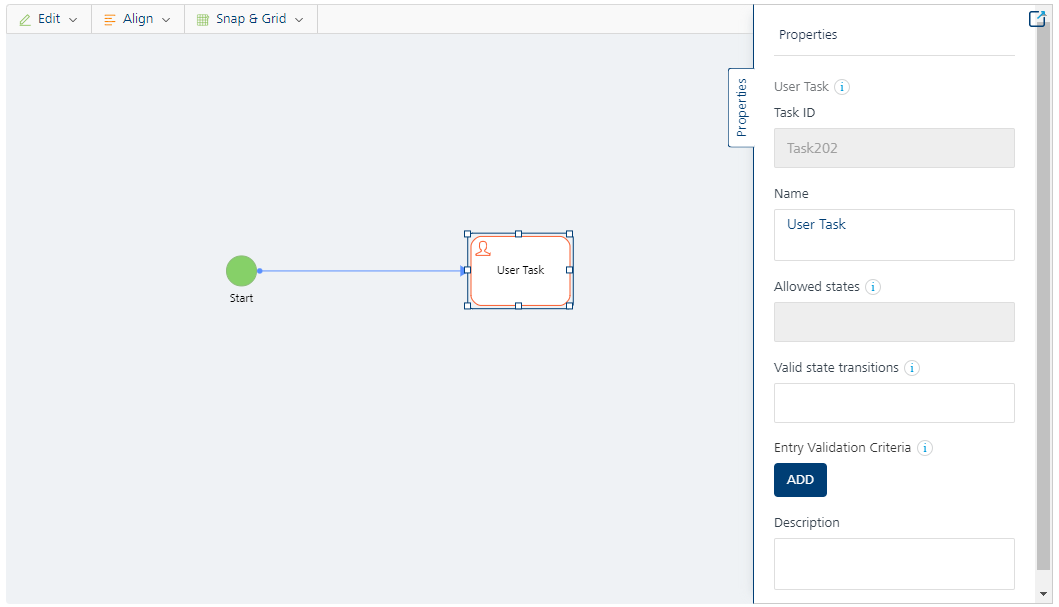 Edit
Align
Snap & Grid
Start
User Task
Properties
Properties
User Task
Task ID
Task202
Name
User Task
Allowed states
Valid state transitions
Entry Validation Criteria
ADD
Description